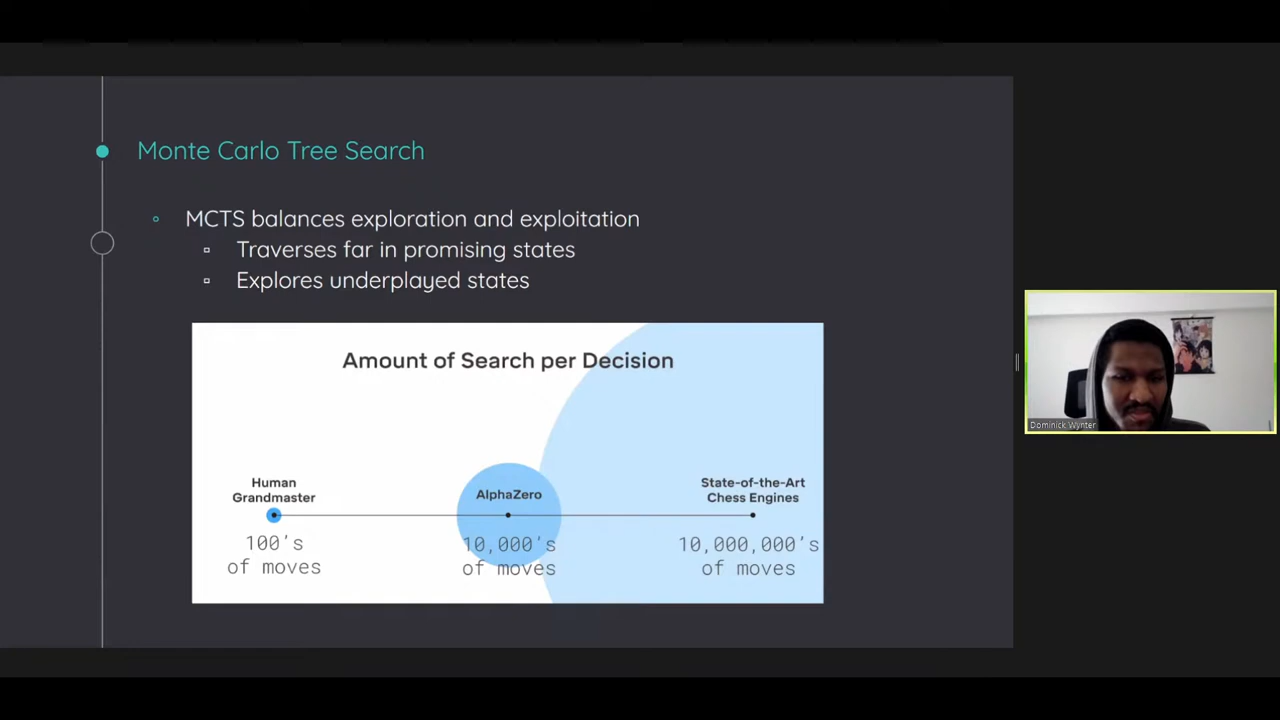 Monte Carlo Tree Search
MCTS balances exploration and exploitation
Traverses far in promising states
Explores underplayed states
Amount of Search per Decision
Human
Grandmaster
100's
of moves
AlphaZero
10,000's
of moves
State-of-the-Art
Chess Engines
10,000,000's
of moves
Dominick Wynter